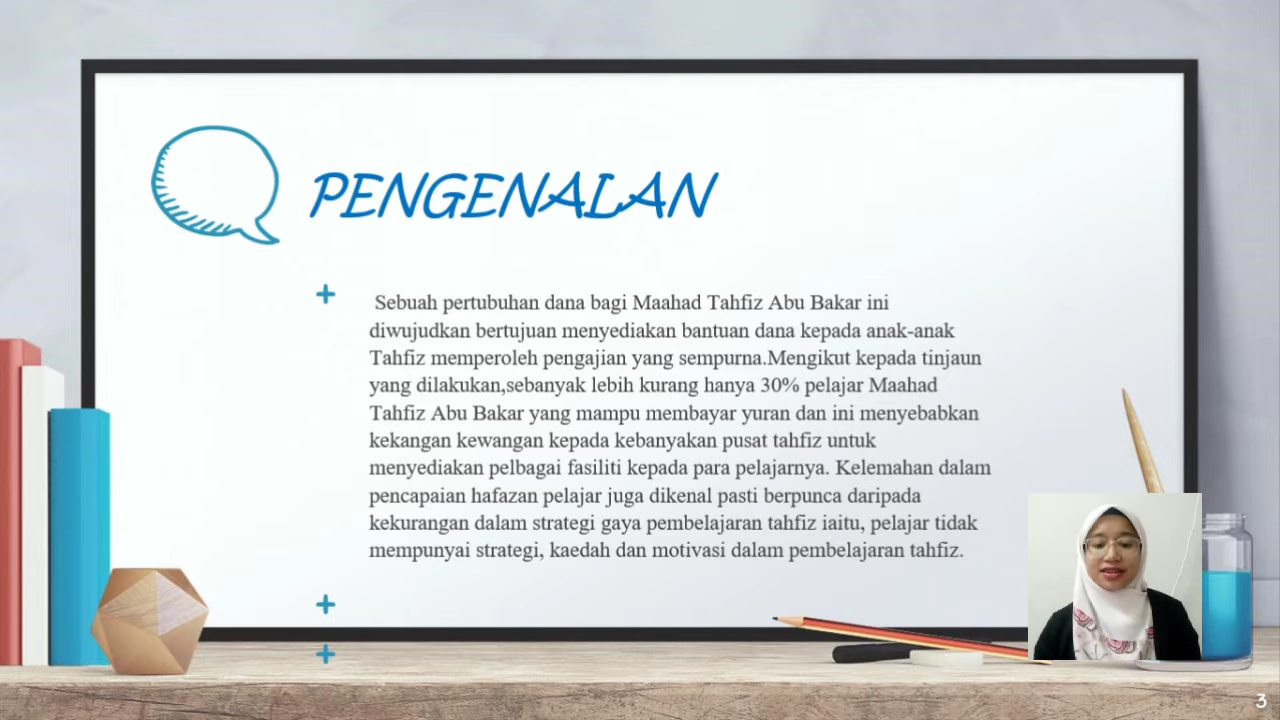 PENGENALAN
Sebuah pertubuhan dana bagi Maahad Tahfiz Abu Bakar ini
diwujudkan bertujuan menyediakan bantuan dana kepada anak-anak
Tahfiz memperoleh pengajian yang sempurna.Mengikut kepada tinjaun
yang dilakukan,sebanyak lebih kurang hanya 30% pelajar Maahad
Tahfiz Abu Bakar yang mampu membayar yuran dan ini menyebabkan
kekangan kewangan kepada kebanyakan pusat tahfiz untuk
menyediakan pelbagai fasiliti kepada para pelajarnya. Kelemahan dalam
pencapaian hafazan pelajar juga dikenal pasti berpunca daripada
kekurangan dalam strategi gaya pembelajaran tahfiz iaitu, pelajar tidak
mempunyai strategi, kaedah dan motivasi dalam pembelajaran tahfiz.
3